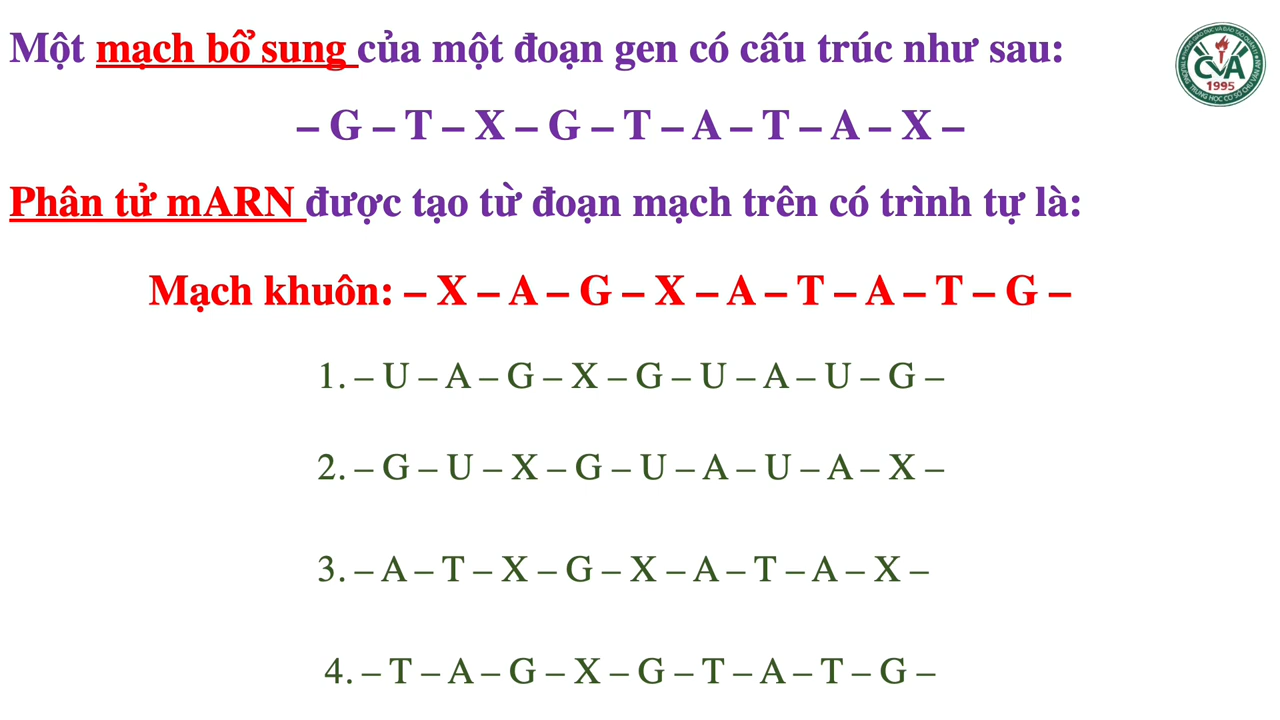 Một mạch bổ sung của một đoạn gen có cấu trúc như sau:
– G – T – X – G – T – A – T – A – X –
Phân tử mARN được tạo từ đoạn mạch trên có trình tự là:
Mạch khuôn: – X – A – G – X – A – T – A – T – G –
1. – U – A – G – X – G – U – A – U – G –
2. – G – U – X – G – U – A – U – A – X –
3. – A – T – X – G – X – A – T – A – X –
4. – T – A – G – X – G – T – A – T – G –
CVA
1995